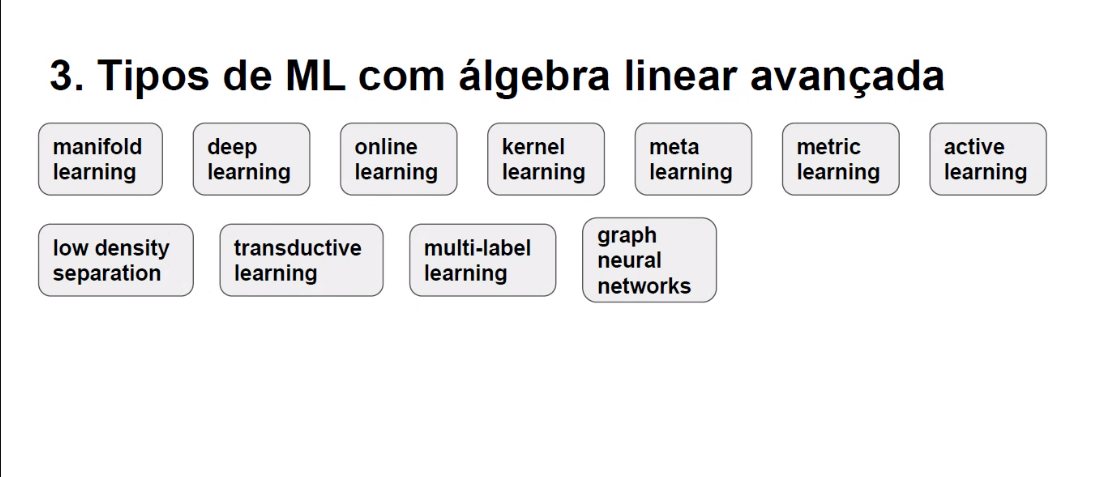 3. Tipos de ML com álgebra linear avançada
manifold
learning
deep
learning
online
learning
kernel
learning
meta
learning
metric
learning
active
learning
low density
separation
transductive
learning
multi-label
learning
graph
neural
networks